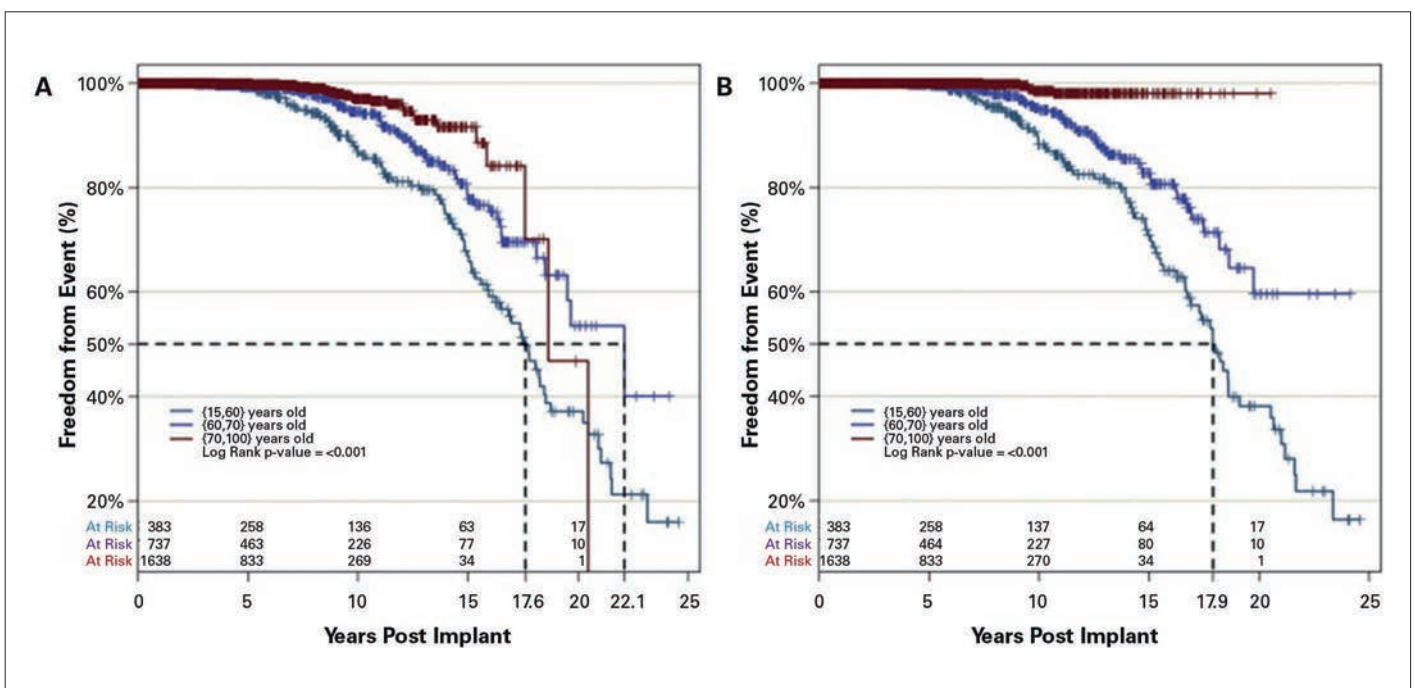 A
Freedom from Event (%)
100%
80%
60%
50%
40%
20%
{15,60} years old
{60,70} years old
{70,100} years old
Log Rank p-value = <0.001
At Risk 383 258 136 63 17
At Risk 737 463 226 77 10
At Risk 1638 833 269 34 1
0 5 10 15 17.6 20 22.1 25
Years Post Implant
B
Freedom from Event (%)
100%
80%
60%
50%
40%
20%
{15,60} years old
{60,70} years old
{70,100} years old
Log Rank p-value = <0.001
At Risk 383 258 137 64 17
At Risk 737 464 227 80 10
At Risk 1638 833 270 34 1
0 5 10 15 17.9 20 25
Years Post Implant